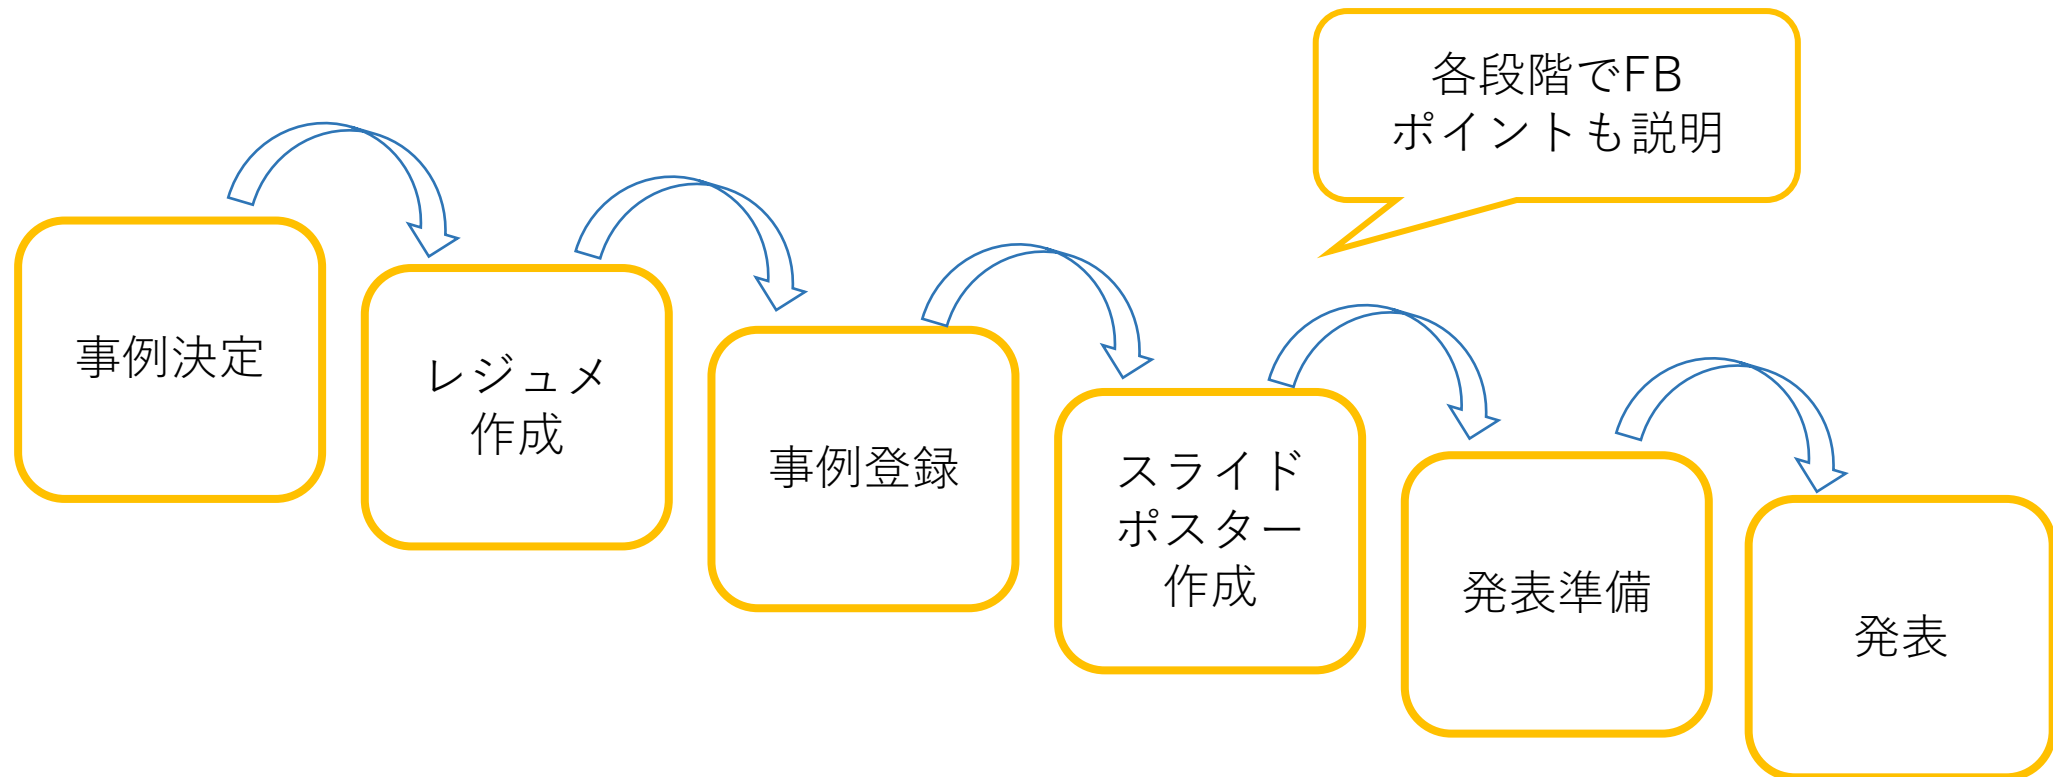 各段階でFB
ポイントも説明
事例決定
レジュメ
作成
事例登録
スライド
ポスター
作成
発表準備
発表